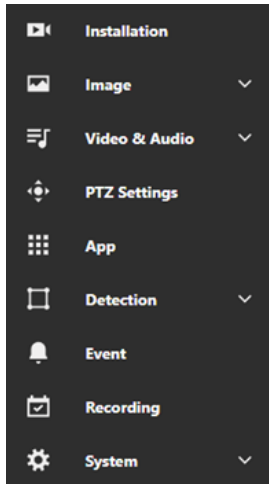 Installation
Image
Video & Audio
PTZ Settings
App
Detection
Event
Recording
System